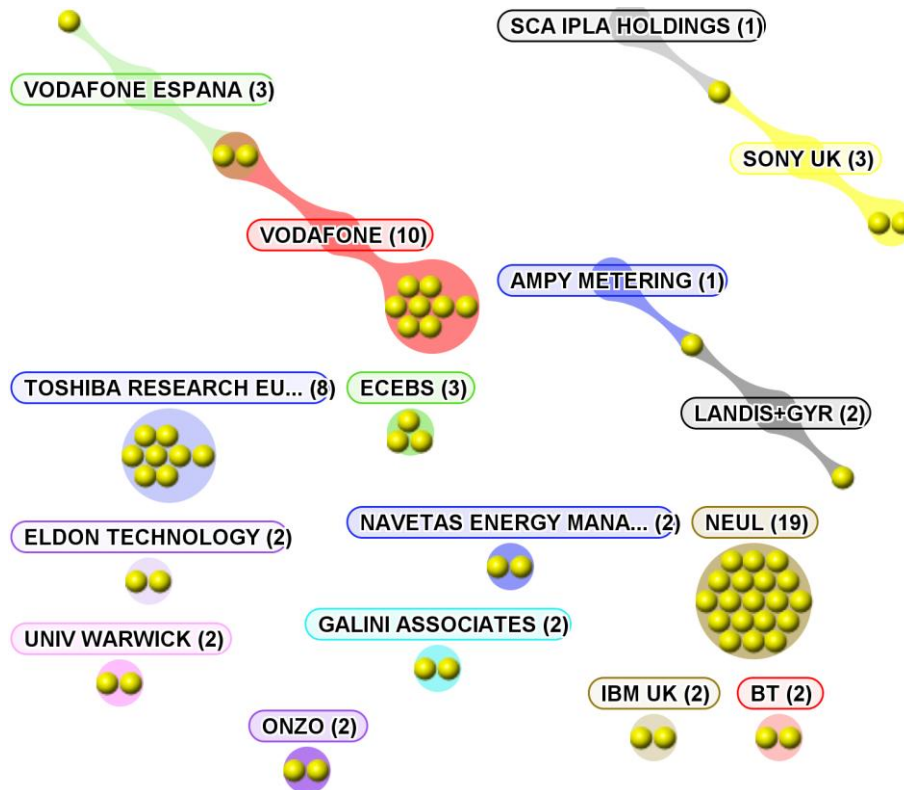 SCA IPLA HOLDINGS (1)
VODAFONE ESPANA (3)
SONY UK (3)
VODAFONE (10)
AMPY METERING (1)
TOSHIBA RESEARCH EU... (8)
ECEBS (3)
LANDIS+GYR (2)
ELDON TECHNOLOGY (2)
NAVETAS ENERGY MANA... (2)
NEUL (19)
UNIV WARWICK (2)
GALINI ASSOCIATES (2)
IBM UK (2)
BT (2)
ONZO (2)